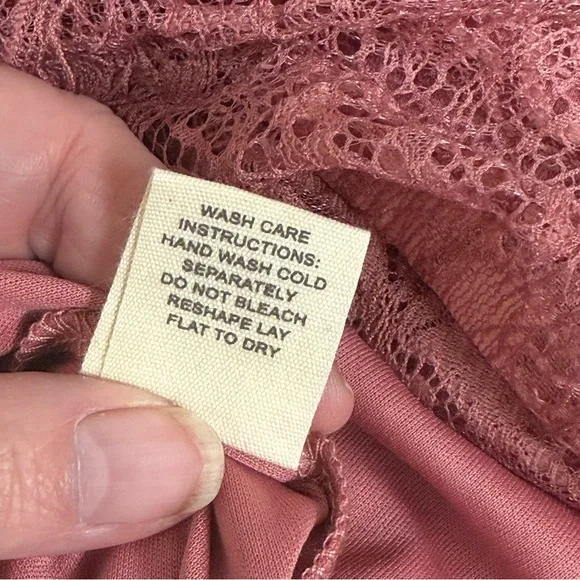 WASH CARE
INSTRUCTIONS:
HAND WASH COLD
SEPARATELY
DO NOT BLEACH
RESHAPE LAY
FLAT TO DRY